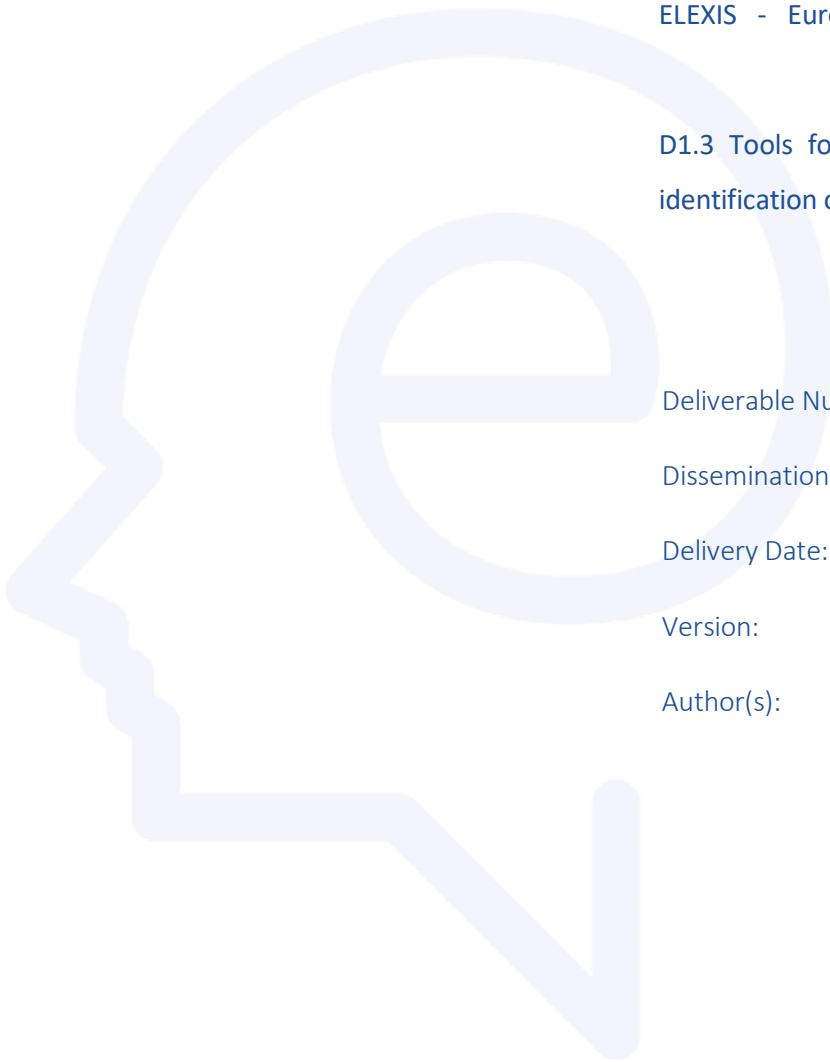 ELEXIS - Eur
D1.3 Tools fo
identification
Deliverable Nu
Dissemination
Delivery Date:
Version:
Author(s):